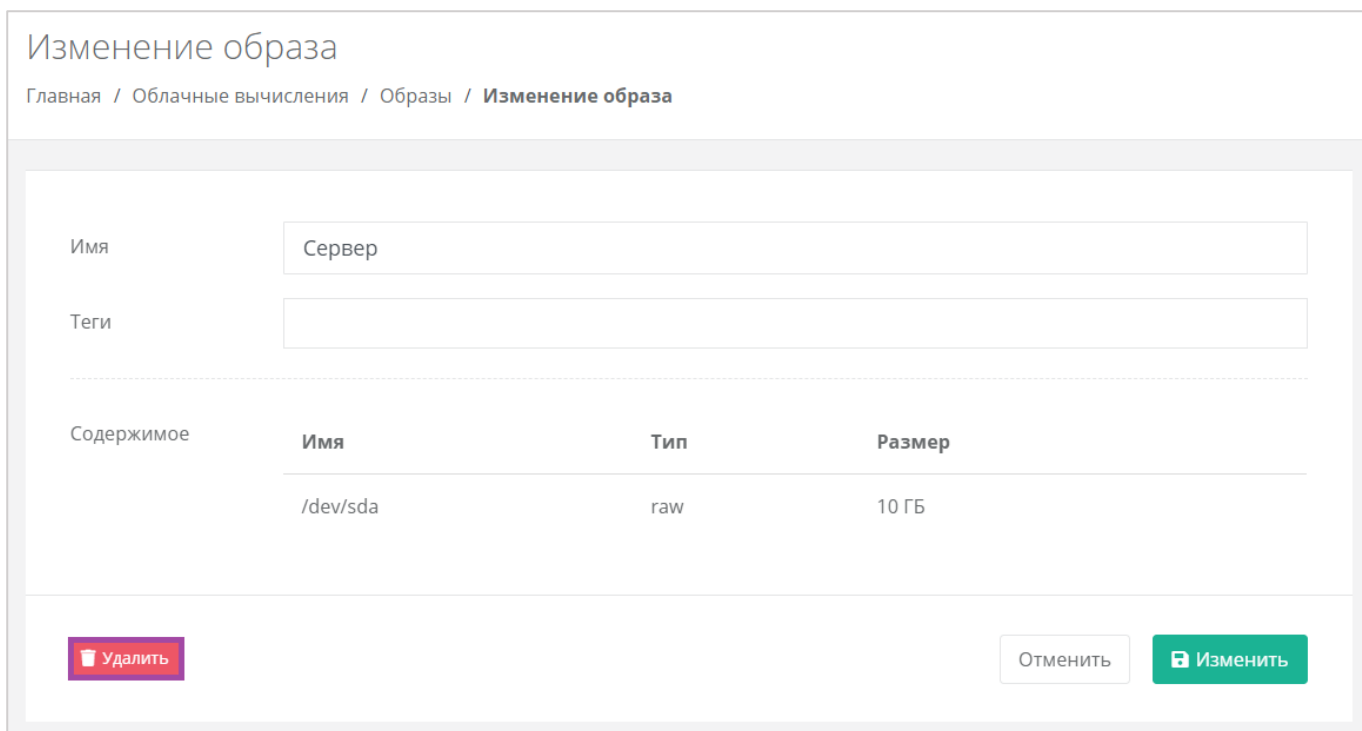 Изменение образа
Главная / Облачные вычисления / Образы / Изменение образа
Имя
Сервер
Теги
Содержимое
Имя Тип Размер
/dev/sda raw 10 ГБ
Удалить
Отменить
Изменить